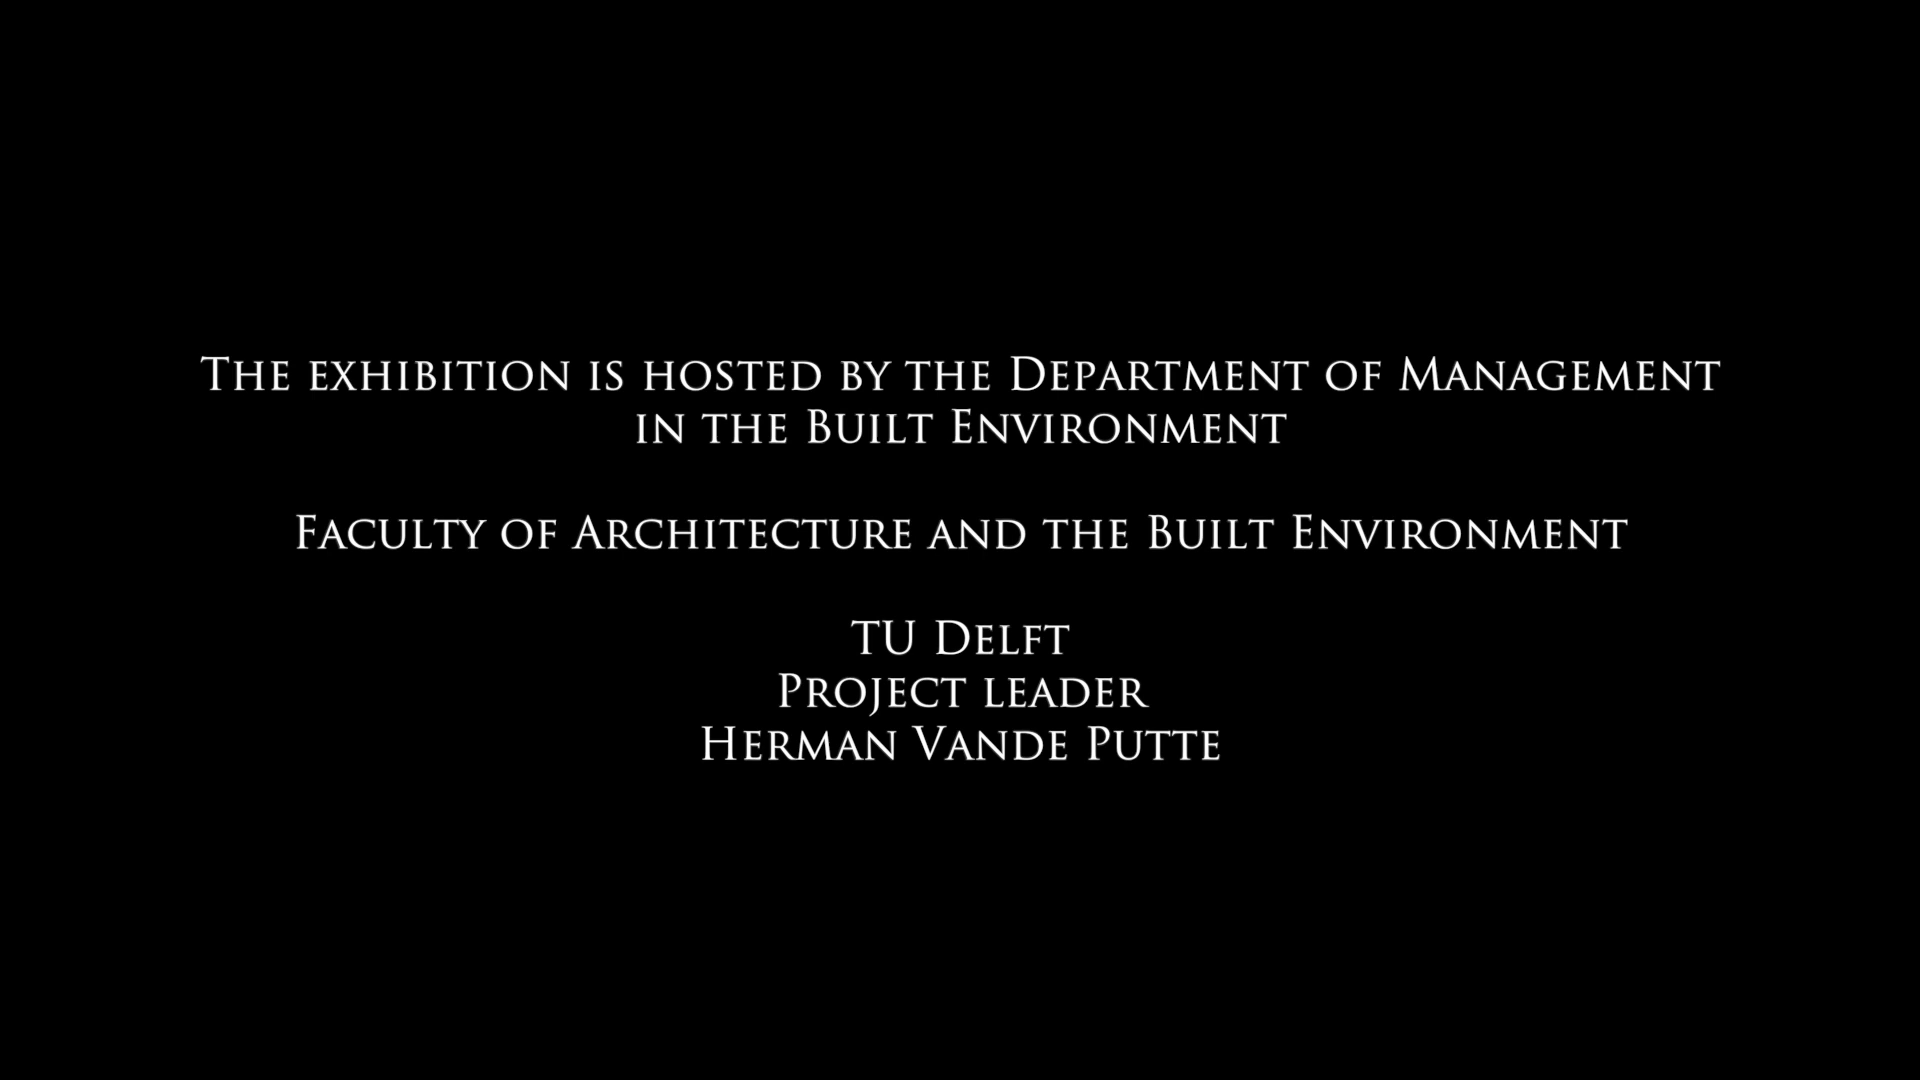 The exhibition is hosted by the Department of Management
in the Built Environment
Faculty of Architecture and the Built Environment
TU Delft
Project leader
Herman Vande Putte